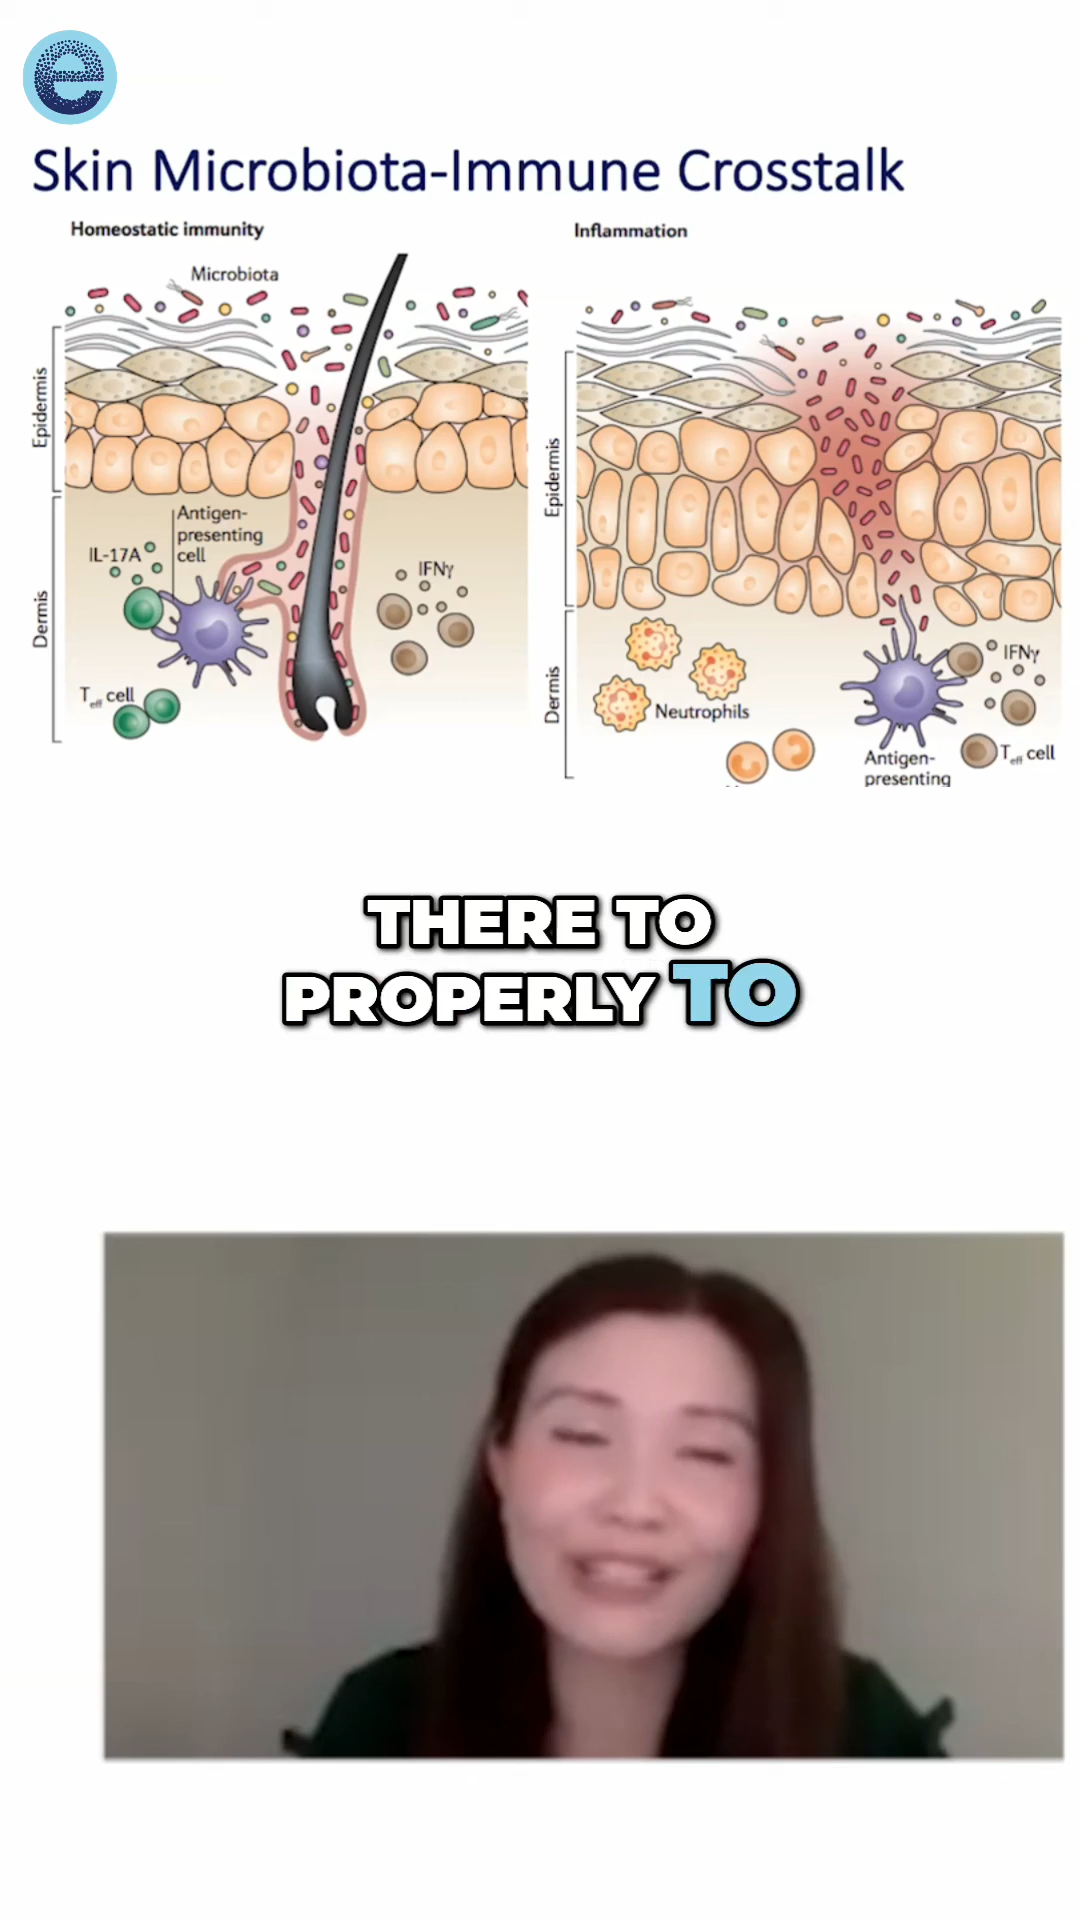 e
Skin Microbiota-Immune Crosstalk
Homeostatic immunity
Microbiota
Epidermis
Dermis
Antigen-
presenting
cell
IL-17A
IFNγ
Teff cell
Inflammation
Epidermis
Dermis
Neutrophils
IFNγ
Teff cell
Antigen-
presenting
THERE TO
PROPERLY TO